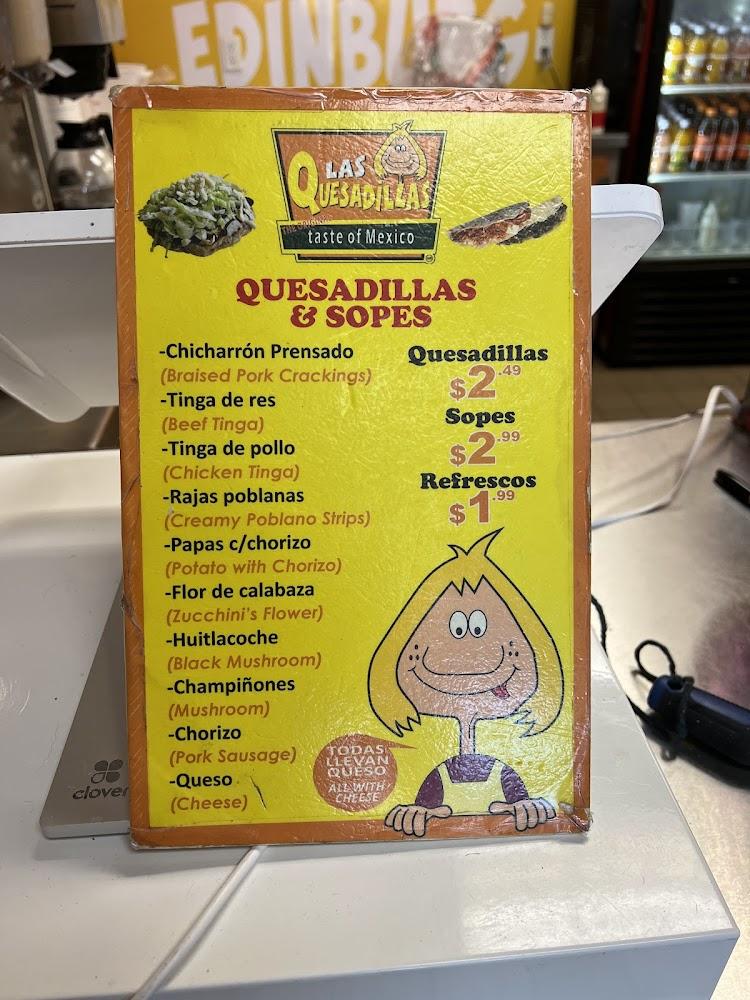 EDINBURG
LAS
QUESADILLAS
THE ORIGINAL
taste of Mexico
QUESADILLAS
& SOPES
-Chicharrón Prensado
(Braised Pork Crackings)
-Tinga de res
(Beef Tinga)
-Tinga de pollo
(Chicken Tinga)
-Rajas poblanas
(Creamy Poblano Strips)
-Papas c/chorizo
(Potato with Chorizo)
-Flor de calabaza
(Zucchini's Flower)
-Huitlacoche
(Black Mushroom)
-Champiñones
(Mushroom)
-Chorizo
(Pork Sausage)
-Queso
(Cheese)
Quesadillas
$2.49
Sopes
$2.99
Refrescos
$1.99
TODAS
LLEVAN
QUESO
ALL WITH
CHEESE
clover